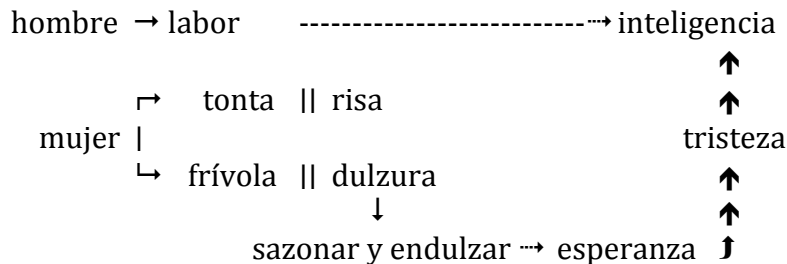 hombre → labor ---------------------------⇢ inteligencia
tonta || risa
mujer | tristeza
frívola || dulzura
sazonar y endulzar ⇢ esperanza